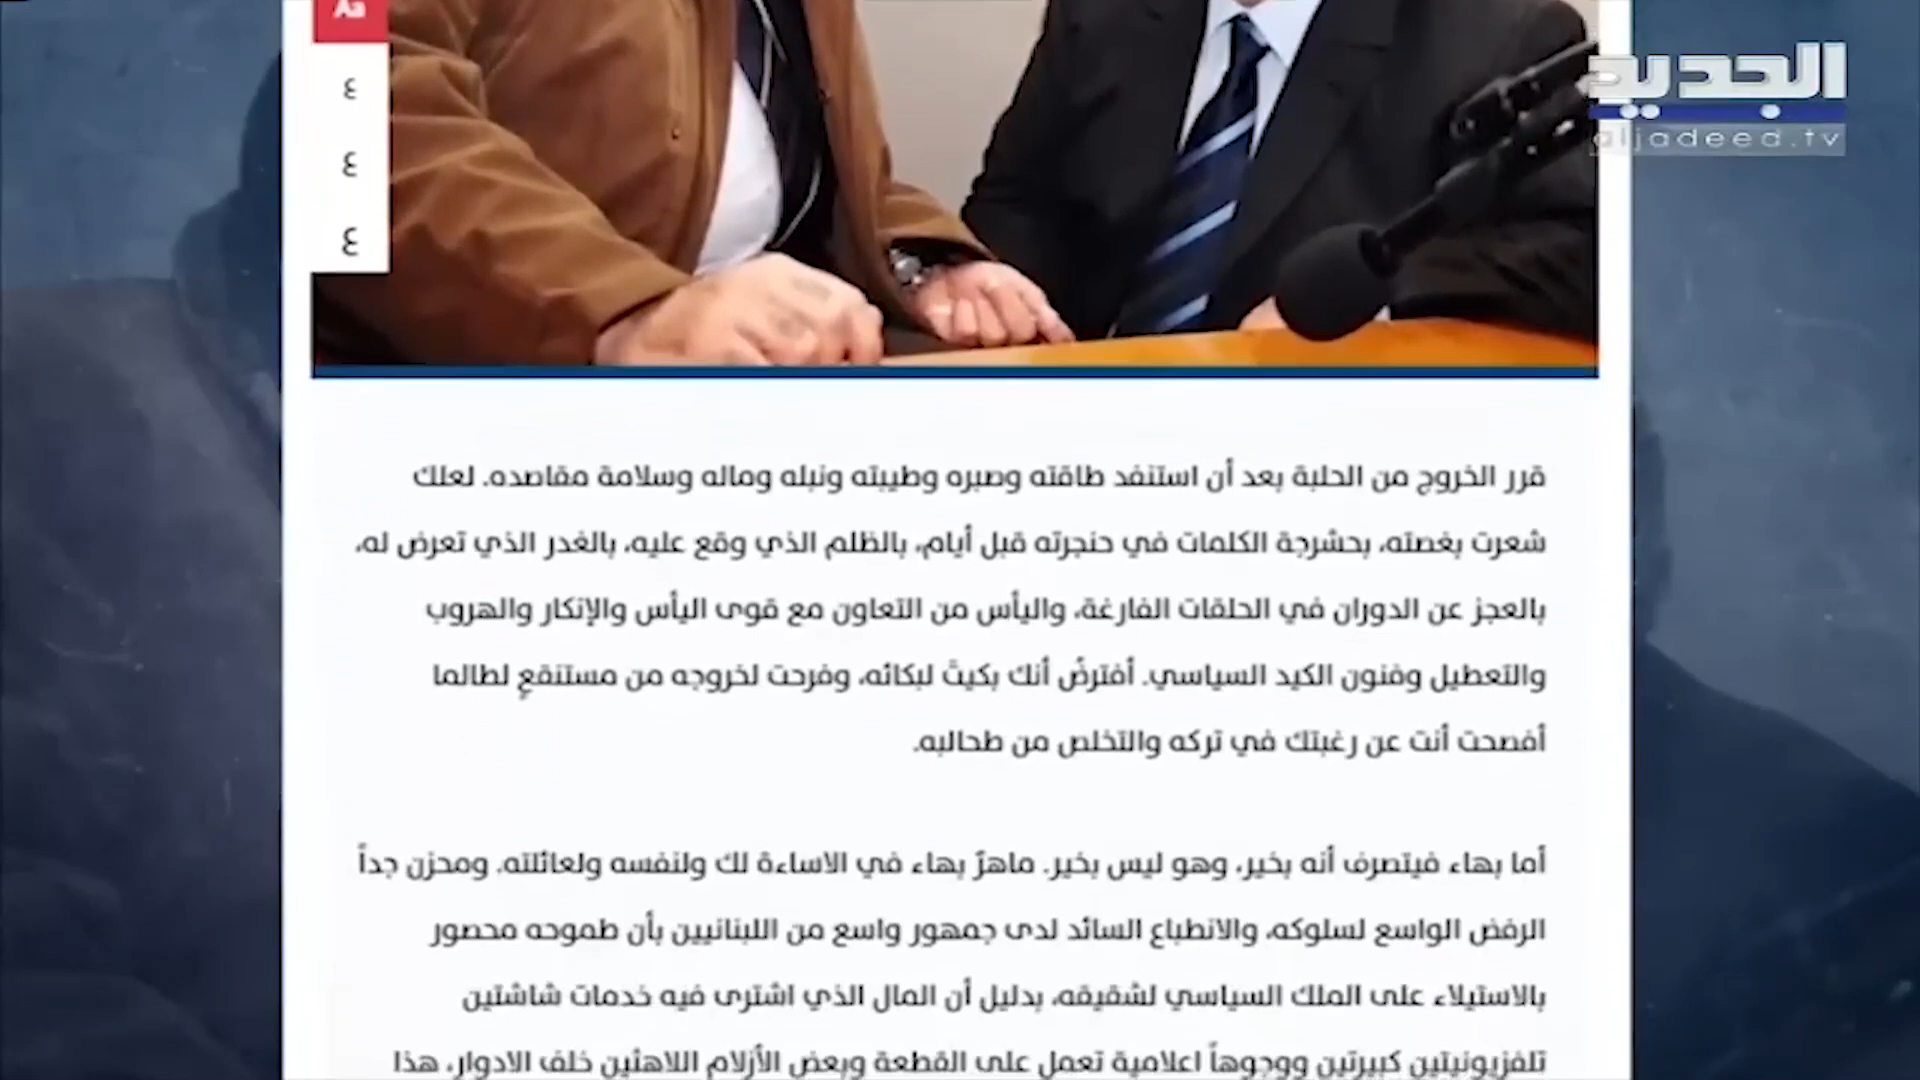 Aa
ع
ع
ع
الجديد
aljadeed.tv
قرر الخروج من الحلبة بعد أن استنفد طاقته وصبره وطيبته ونبله وماله وسلامة مقاصده. لعلك
شعرت بغصته، بحشرجة الكلمات في حنجرته قبل أيام، بالظلم الذي وقع عليه، بالغدر الذي تعرض له،
بالعجز عن الدوران في الحلقات الفارغة، واليأس من التعاون مع قوى اليأس والإنكار والهروب
والتعطيل وفنون الكيد السياسي. أفترضُ أنك بكيتَ لبكائه، وفرحت لخروجه من مستنقعٍ لطالما
أفصحت أنت عن رغبتك في تركه والتخلص من طحالبه.
أما بهاء فيتصرف أنه بخير، وهو ليس بخير. ماهرٌ بهاء في الاساءة لك ولنفسه ولعائلته. ومحزن جداً
الرفض الواسع لسلوكه، والانطباع السائد لدى جمهور واسع من اللبنانيين بأن طموحه محصور
بالاستيلاء على الملك السياسي لشقيقه، بدليل أن المال الذي اشترى فيه خدمات شاشتين
تلفزيونيتين كبيرتين ووجوهاً اعلامية تعمل على القطعة وبعض الأزلام اللاهثين خلف الادوار، هذا